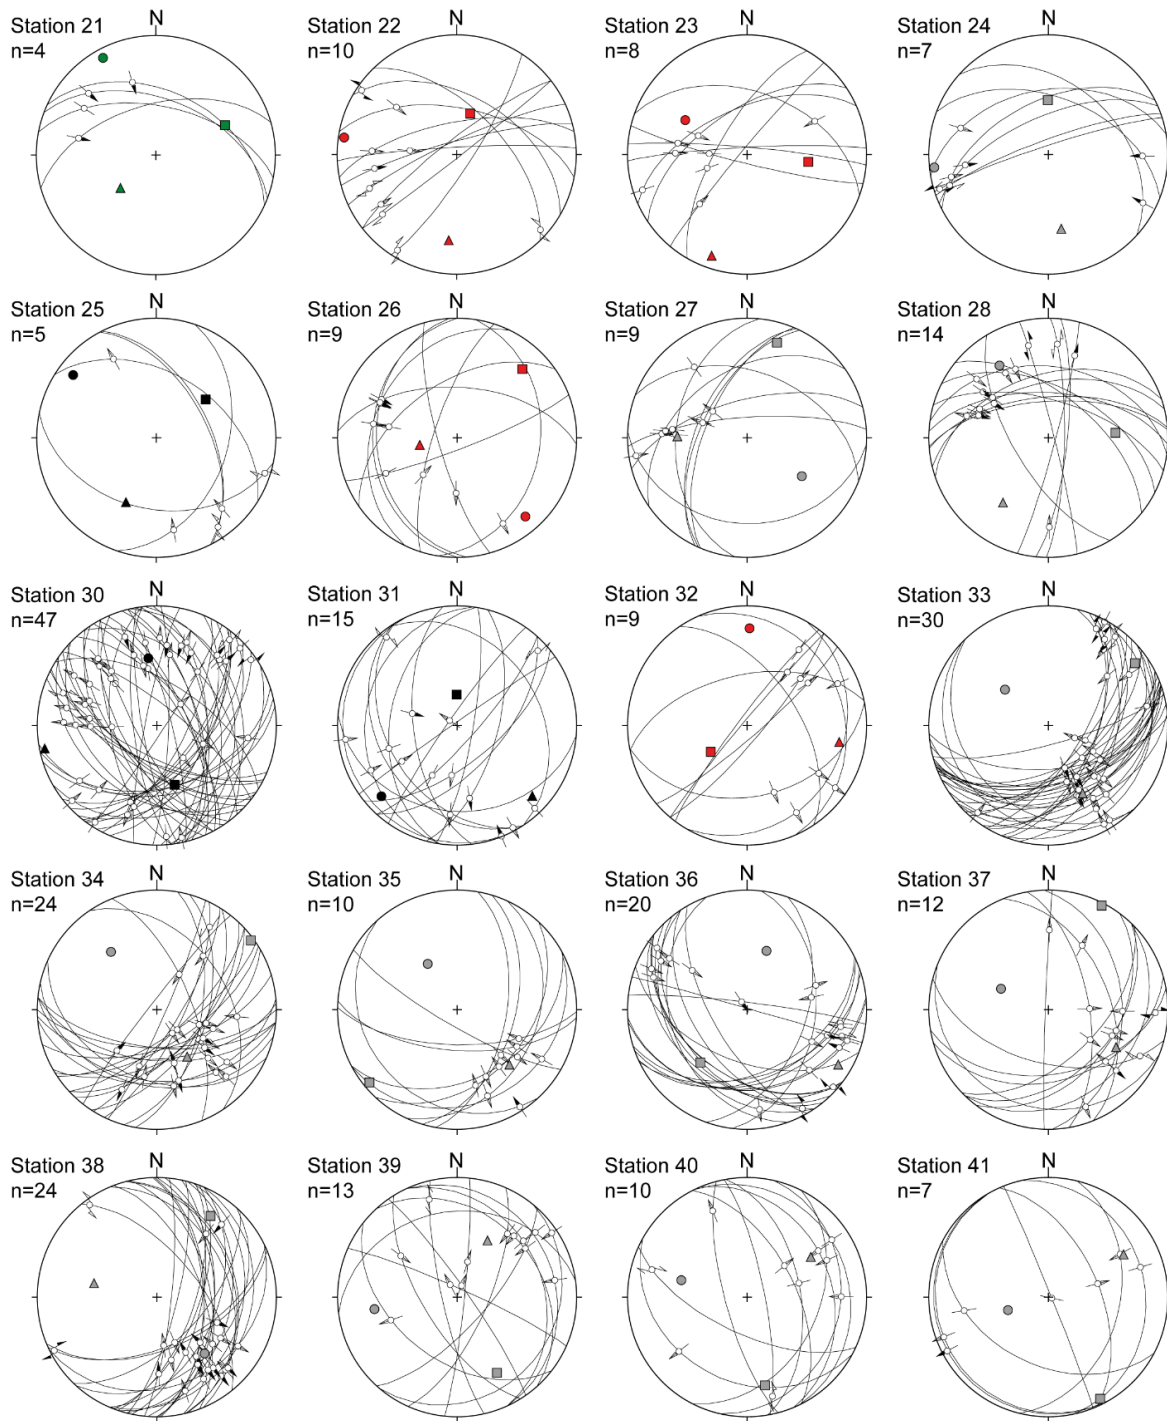 Station 21
n=4
N
Station 22
n=10
N
Station 23
n=8
N
Station 24
n=7
N
Station 25
n=5
N
Station 26
n=9
N
Station 27
n=9
N
Station 28
n=14
N
Station 30
n=47
N
Station 31
n=15
N
Station 32
n=9
N
Station 33
n=30
N
Station 34
n=24
N
Station 35
n=10
N
Station 36
n=20
N
Station 37
n=12
N
Station 38
n=24
N
Station 39
n=13
N
Station 40
n=10
N
Station 41
n=7
N